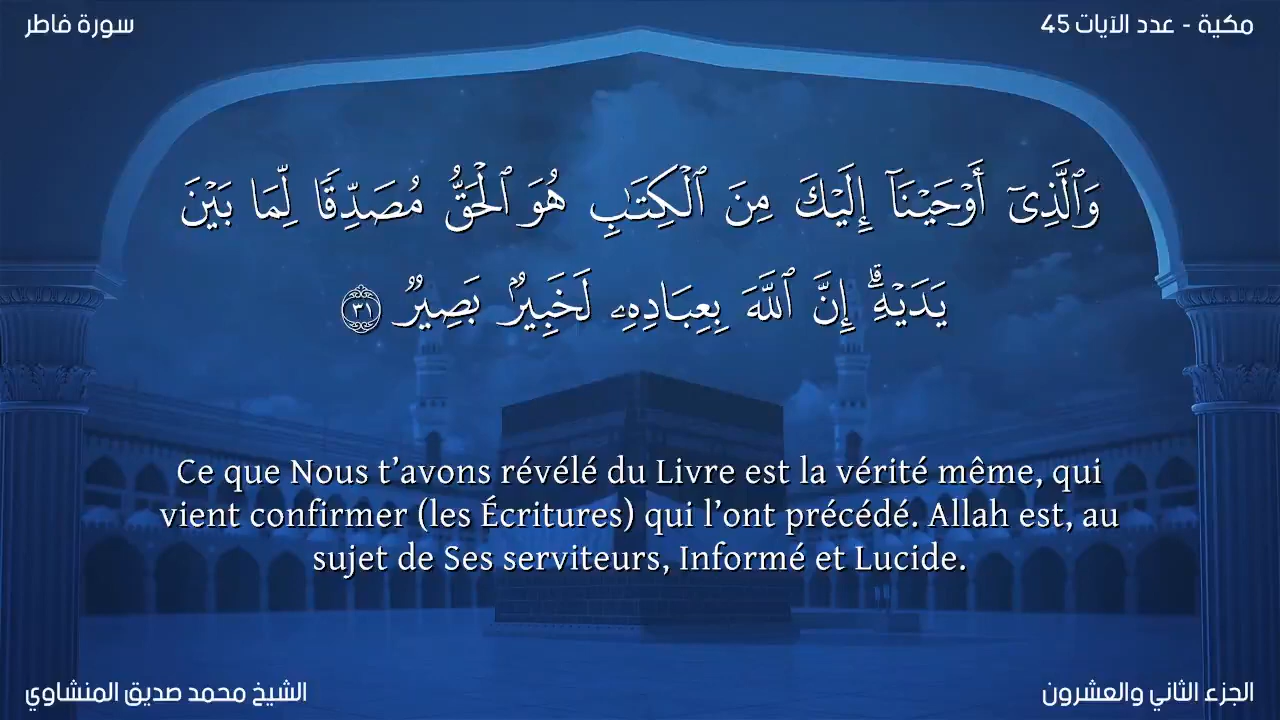 سورة فاطر
مكية - عدد الآيات 45
وَٱلَّذِىٓ أَوْحَيْنَآ إِلَيْكَ مِنَ ٱلْكِتَـٰبِ هُوَ ٱلْحَقُّ مُصَدِّقًا لِّمَا بَيْنَ
يَدَيْهِ ۗ إِنَّ ٱللَّهَ بِعِبَادِهِۦ لَخَبِيرٌۢ بَصِيرٌ ٣١
Ce que Nous t’avons révélé du Livre est la vérité même, qui
vient confirmer (les Écritures) qui l’ont précédé. Allah est, au
sujet de Ses serviteurs, Informé et Lucide.
الشيخ محمد صديق المنشاوي
الجزء الثاني والعشرون